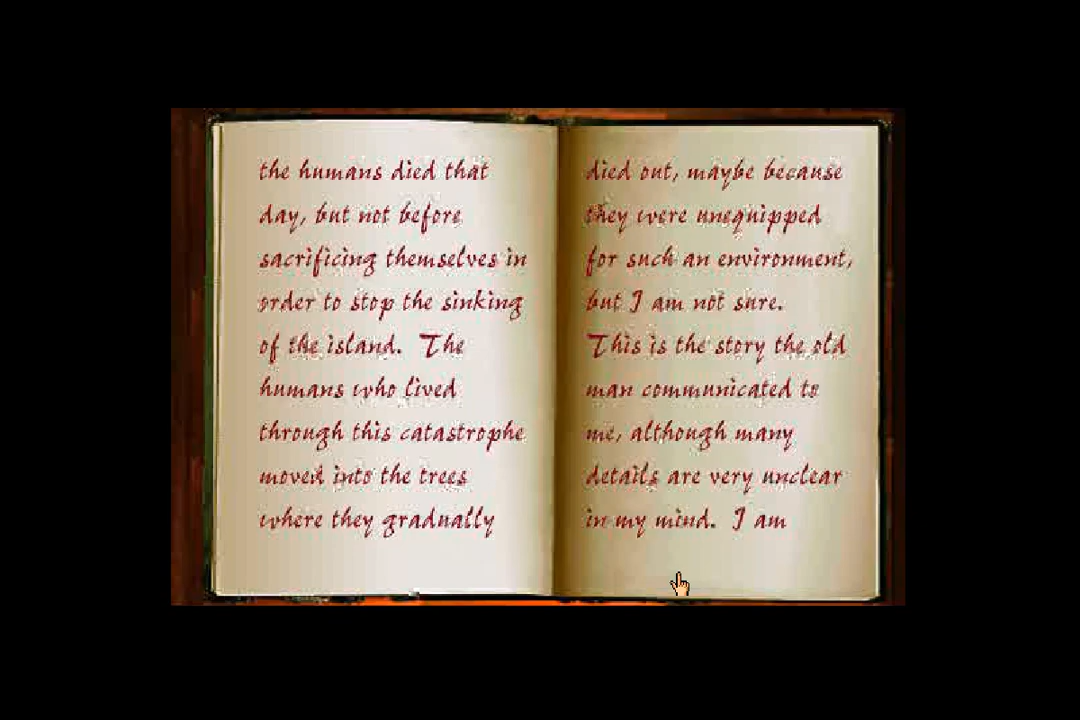 the humans died that
day, but not before
sacrificing themselves in
order to stop the sinking
of the island. The
humans who lived
through this catastrophe
moved into the trees
where they gradually
died out, maybe because
they were unequipped
for such an environment,
but I am not sure.
This is the story the old
man communicated to
me, although many
details are very unclear
in my mind. I am